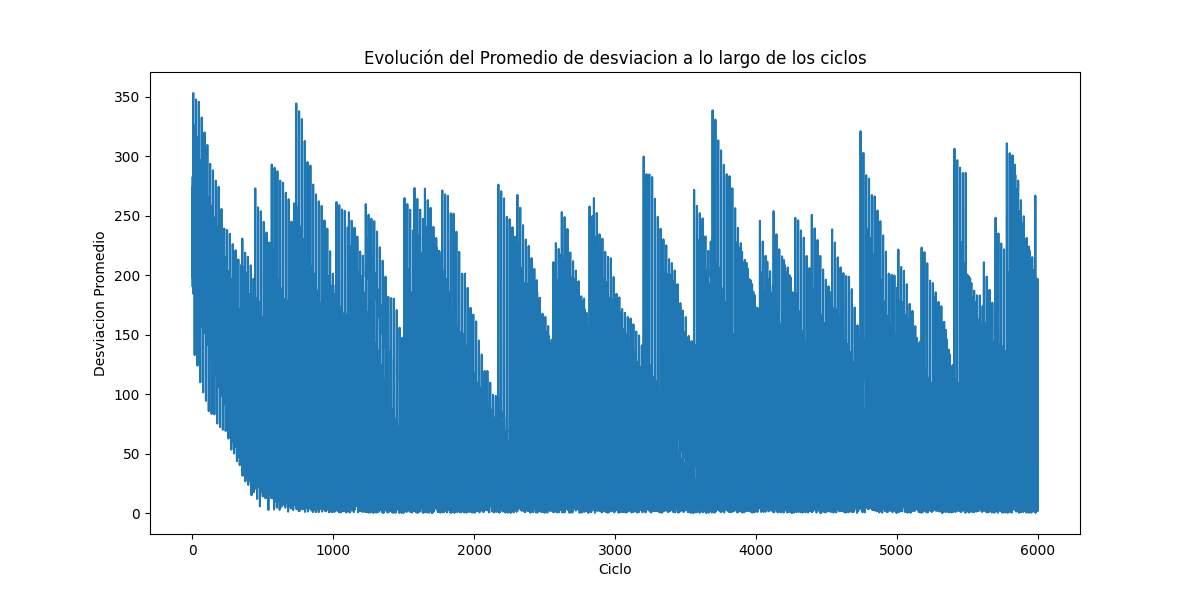 Evolución del Promedio de desviacion a lo largo de los ciclos
Desviacion Promedio
350
300
250
200
150
100
50
0
0 1000 2000 3000 4000 5000 6000
Ciclo